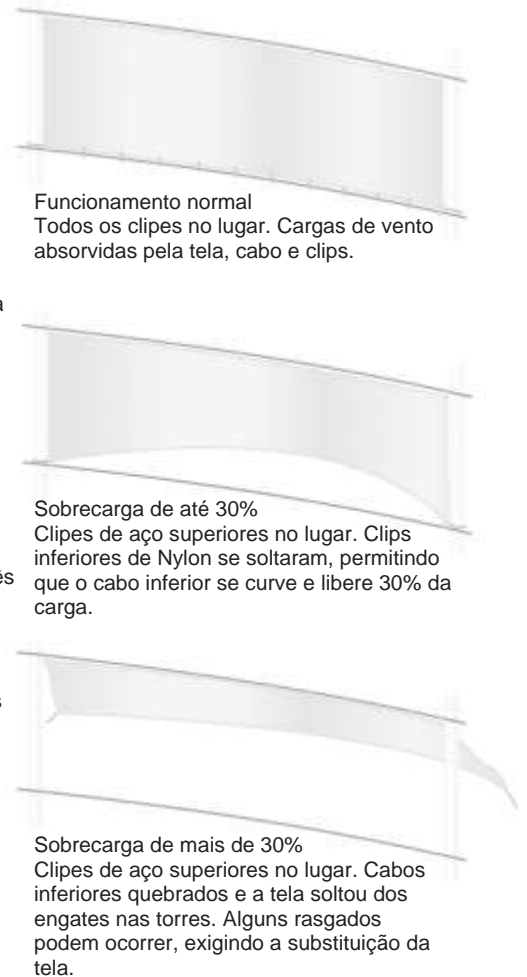 Funcionamento normal
Todos os clipes no lugar. Cargas de vento
absorvidas pela tela, cabo e clips.
a
Sobrecarga de até 30%
Clipes de aço superiores no lugar. Clips
inferiores de Nylon se soltaram, permitindo
ês que o cabo inferior se curve e libere 30% da
carga.
s
Sobrecarga de mais de 30%
Clipes de aço superiores no lugar. Cabos
inferiores quebrados e a tela soltou dos
engates nas torres. Alguns rasgados
podem ocorrer, exigindo a substituição da
tela.